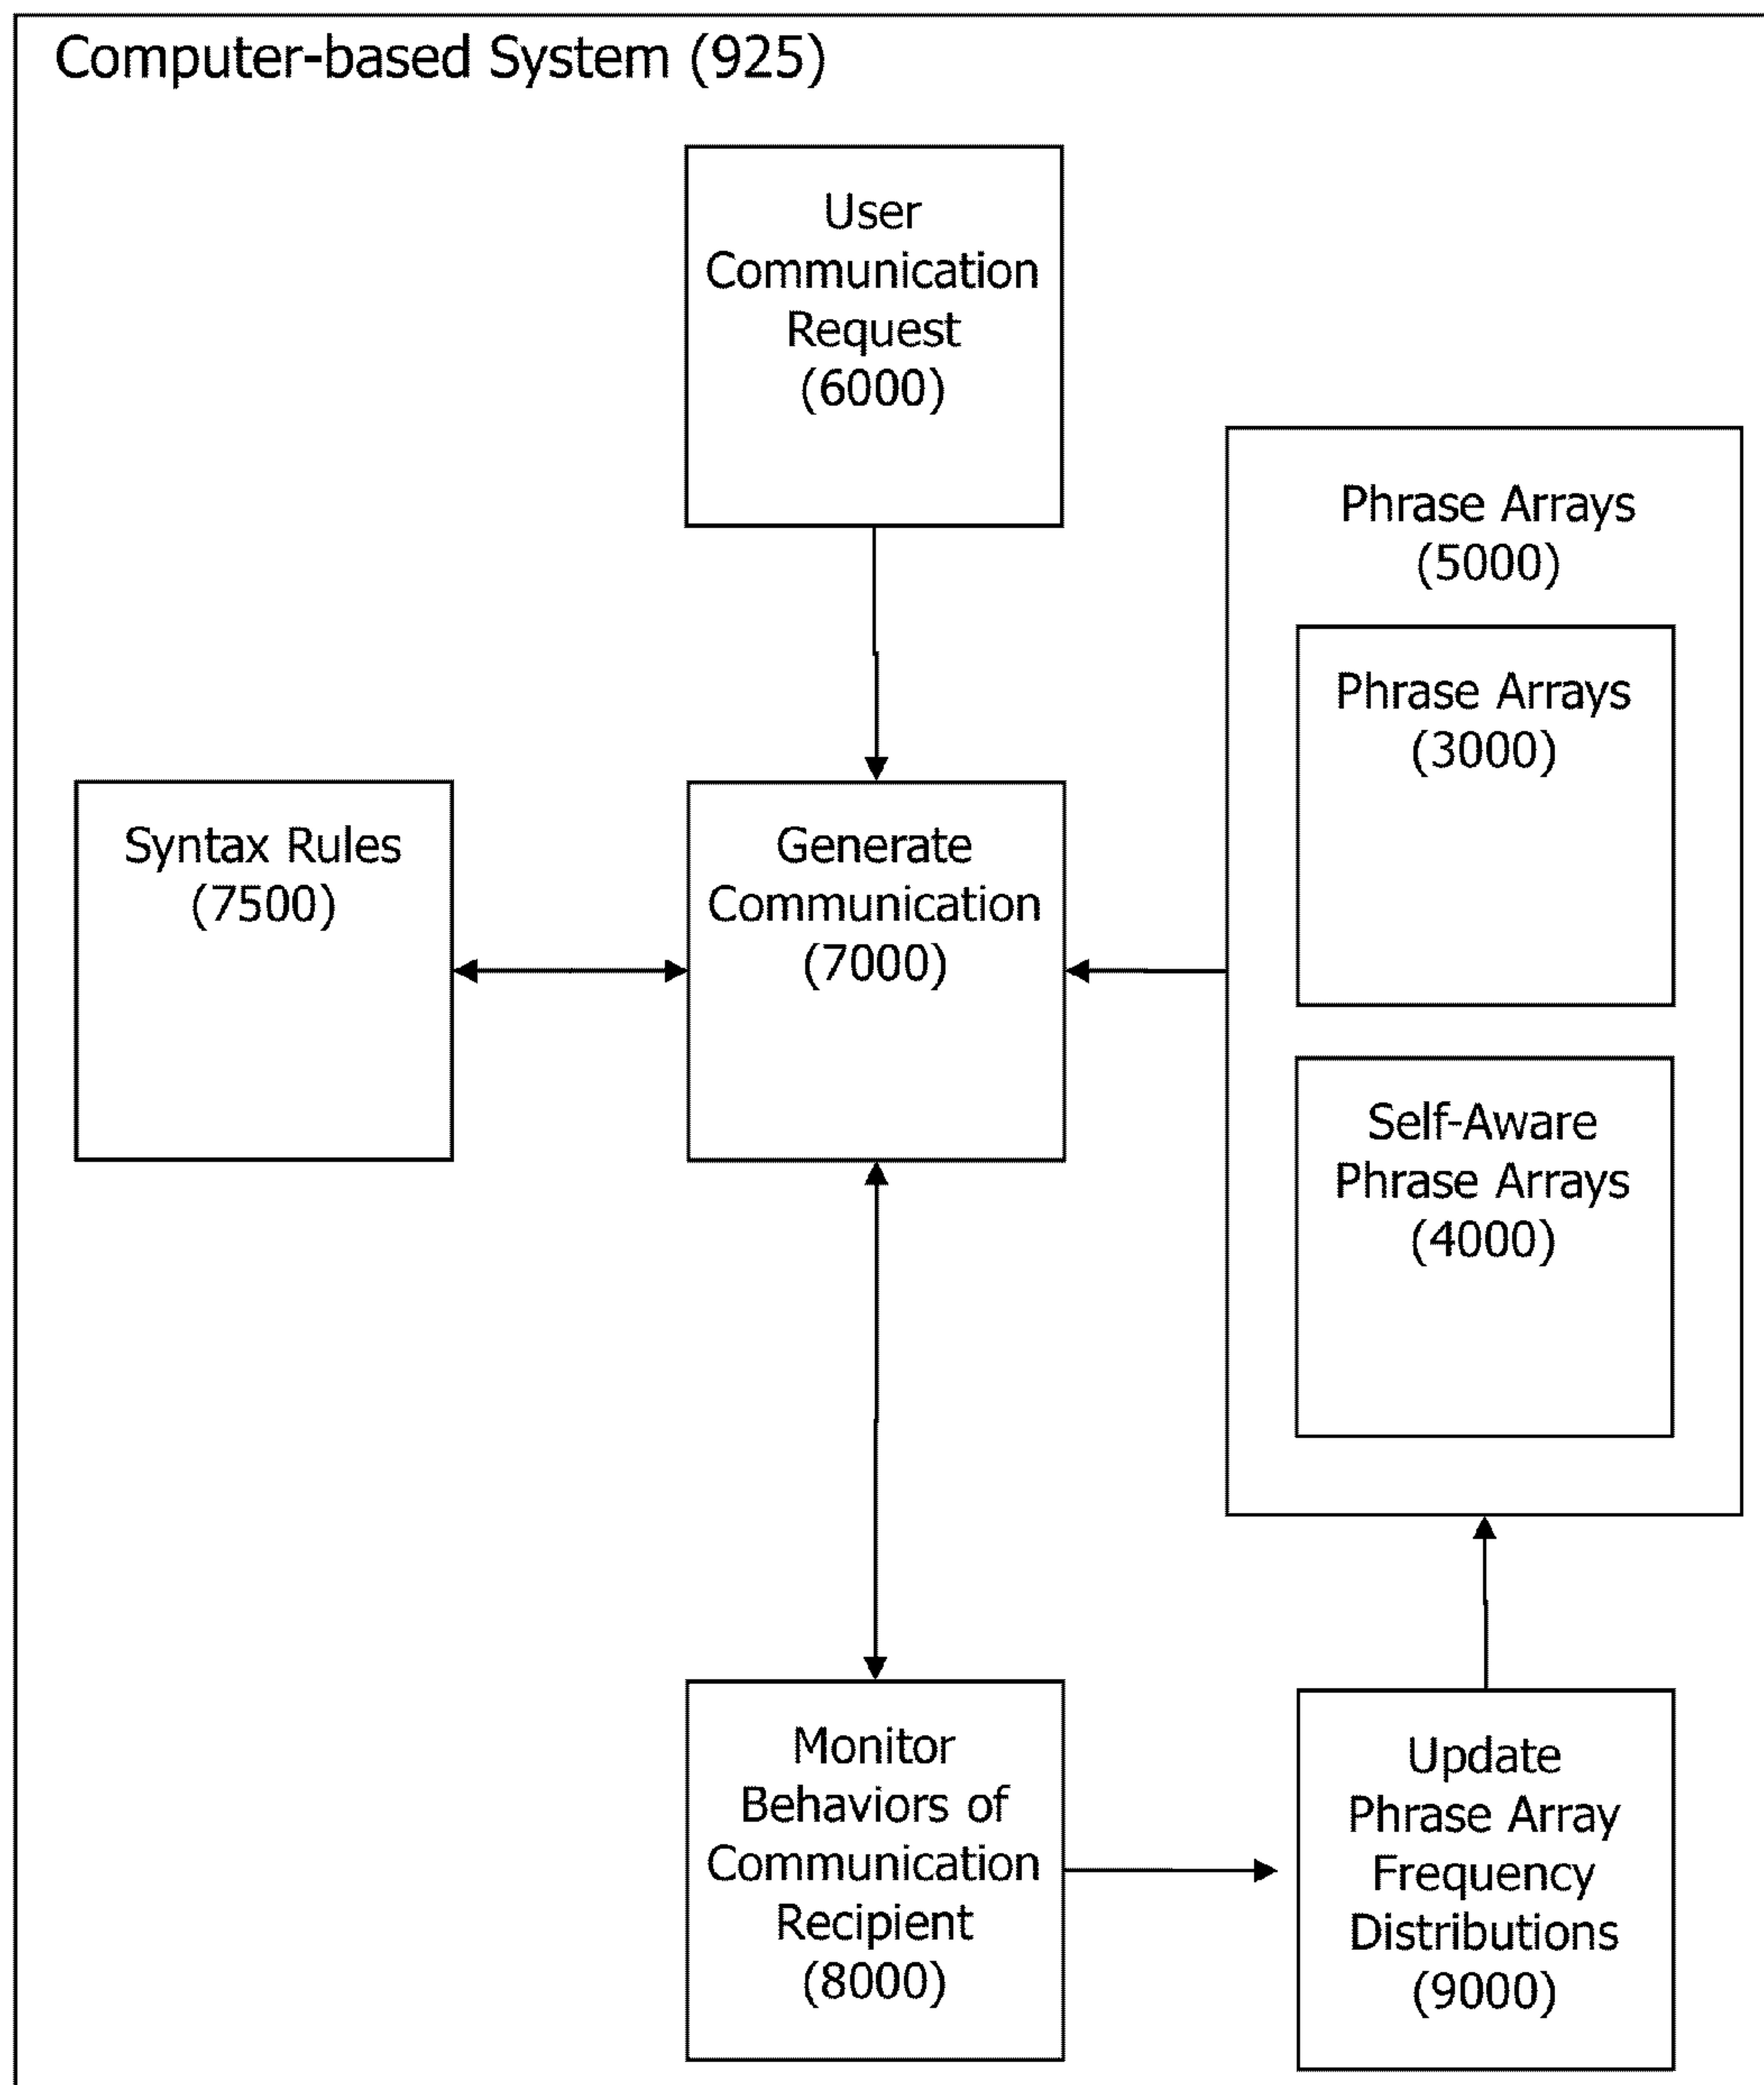 Computer-based System (925)
User
Communication
Request
(6000)
Phrase Arrays
(5000)
Phrase Arrays
(3000)
Syntax Rules
(7500)
Generate
Communication
(7000)
Self-Aware
Phrase Arrays
(4000)
Monitor
Behaviors of
Communication
Recipient
(8000)
Update
Phrase Array
Frequency
Distributions
(9000)